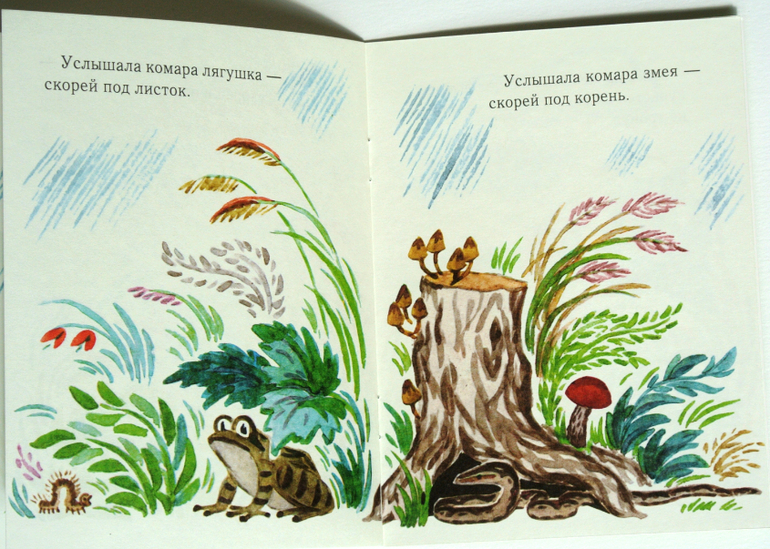 Услышала комара лягушка —
скорей под листок.
Услышала комара змея —
скорей под корень.